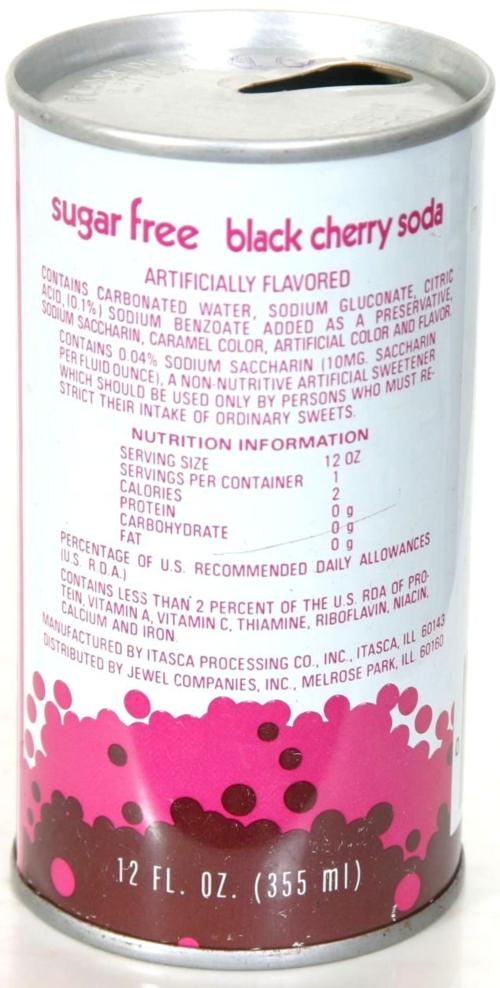 sugar free black cherry soda
ARTIFICIALLY FLAVORED
CONTAINS CARBONATED WATER, SODIUM GLUCONATE, CITRIC
ACID, (0.1%) SODIUM BENZOATE ADDED AS A PRESERVATIVE,
SODIUM SACCHARIN, CARAMEL COLOR, ARTIFICIAL COLOR AND FLAVOR.
CONTAINS 0.04% SODIUM SACCHARIN (10MG. SACCHARIN
PER FLUID OUNCE), A NON-NUTRITIVE ARTIFICIAL SWEETENER
WHICH SHOULD BE USED ONLY BY PERSONS WHO MUST RE-
STRICT THEIR INTAKE OF ORDINARY SWEETS.
NUTRITION INFORMATION
SERVING SIZE 12 OZ
SERVINGS PER CONTAINER 1
CALORIES 2
PROTEIN 0 g
CARBOHYDRATE 0 g
FAT 0 g
PERCENTAGE OF U.S. RECOMMENDED DAILY ALLOWANCES
(U.S. R.D.A.)
CONTAINS LESS THAN 2 PERCENT OF THE U.S. RDA OF PRO-
TEIN, VITAMIN A, VITAMIN C, THIAMINE, RIBOFLAVIN, NIACIN,
CALCIUM AND IRON.
MANUFACTURED BY ITASCA PROCESSING CO., INC., ITASCA, ILL 60143
DISTRIBUTED BY JEWEL COMPANIES, INC., MELROSE PARK, ILL. 60160
12 FL. OZ. (355 ml)